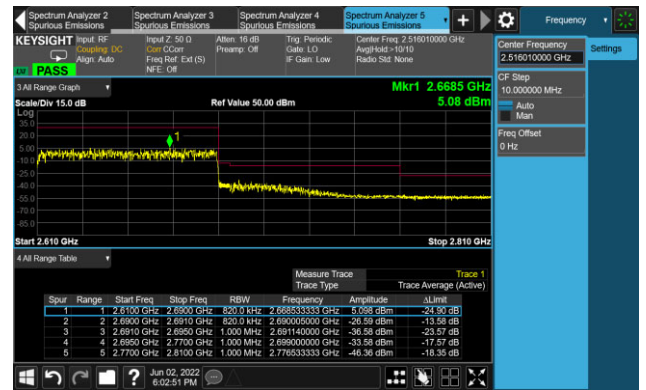 Spectrum Analyzer 2
Spurious Emissions
Spectrum Analyzer 3
Spurious Emissions
Spectrum Analyzer 4
Spurious Emissions
Spectrum Analyzer 5
Spurious Emissions
Frequency
KEYSIGHT
Input: RF
Coupling: DC
Align: Auto
Input Z: 50 Ω
Corr CCorr
Freq Ref: Ext (S)
NFE: Off
Atten: 16 dB
Preamp: Off
Trig: Periodic
Gate: LO
IF Gain: Low
Center Freq: 2.516010000 GHz
Avg|Hold:>10/10
Radio Std: None
PASS
Center Frequency
2.516010000 GHz
Settings
CF Step
10.000000 MHz
Auto
Man
Freq Offset
0 Hz
3 All Range Graph
Mkr1 2.6685 GHz
5.08 dBm
Scale/Div 15.0 dB
Ref Value 50.00 dBm
Log
35.0
20.0
5.00
-10.0
-25.0
-40.0
-55.0
-70.0
-85.0
1
Start 2.610 GHz
Stop 2.810 GHz
4 All Range Table
Measure Trace Trace 1
Trace Type Trace Average (Active)
Spur Range Start Freq Stop Freq RBW Frequency Amplitude ΔLimit
1 1 2.6100 GHz 2.6900 GHz 820.0 kHz 2.668533333 GHz 5.098 dBm -24.90 dB
2 2 2.6900 GHz 2.6910 GHz 820.0 kHz 2.690005000 GHz -26.59 dBm -13.58 dB
3 3 2.6910 GHz 2.6950 GHz 1.000 MHz 2.691140000 GHz -36.58 dBm -23.57 dB
4 4 2.6950 GHz 2.7700 GHz 1.000 MHz 2.699000000 GHz -33.58 dBm -17.57 dB
5 5 2.7700 GHz 2.8100 GHz 1.000 MHz 2.776533333 GHz -46.36 dBm -18.35 dB
Jun 02, 2022
6:02:51 PM